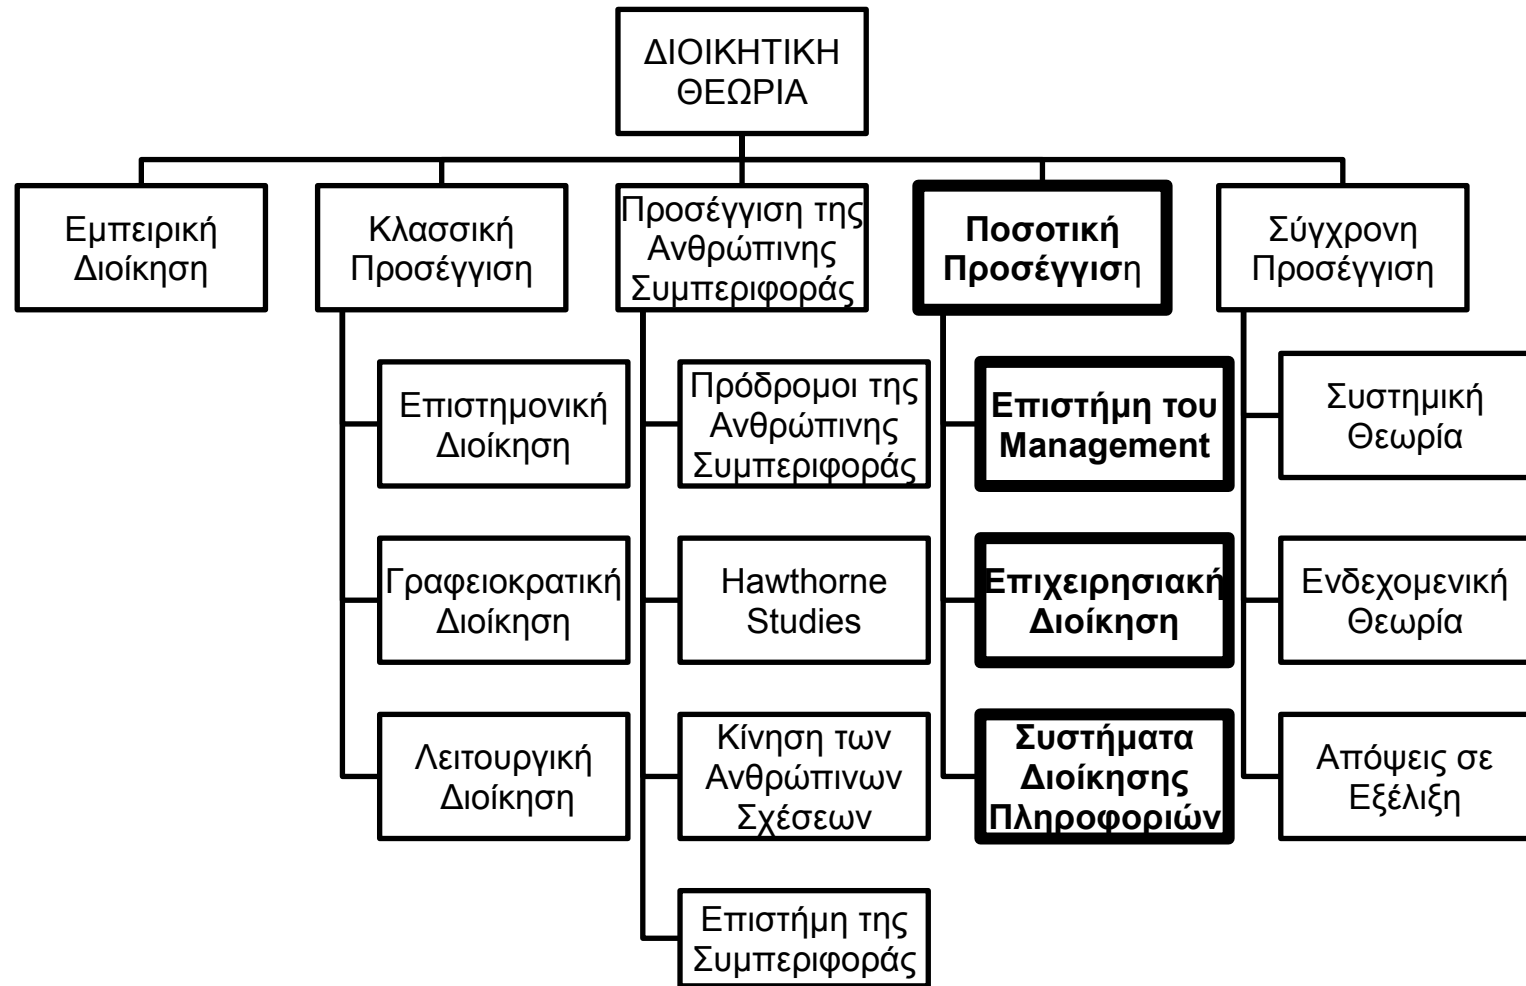 ΔΙΟΙΚΗΤΙΚΗ
ΘΕΩΡΙΑ
Εμπειρική
Διοίκηση
Κλασσική
Προσέγγιση
Προσέγγιση της
Ανθρώπινης
Συμπεριφοράς
Ποσοτική
Προσέγγιση
Σύγχρονη
Προσέγγιση
Επιστημονική
Διοίκηση
Γραφειοκρατική
Διοίκηση
Λειτουργική
Διοίκηση
Πρόδρομοι της
Ανθρώπινης
Συμπεριφοράς
Hawthorne
Studies
Κίνηση των
Ανθρώπινων
Σχέσεων
Επιστήμη της
Συμπεριφοράς
Επιστήμη του
Management
Επιχειρησιακή
Διοίκηση
Συστήματα
Διοίκησης
Πληροφοριών
Συστημική
Θεωρία
Ενδεχομενική
Θεωρία
Απόψεις σε
Εξέλιξη